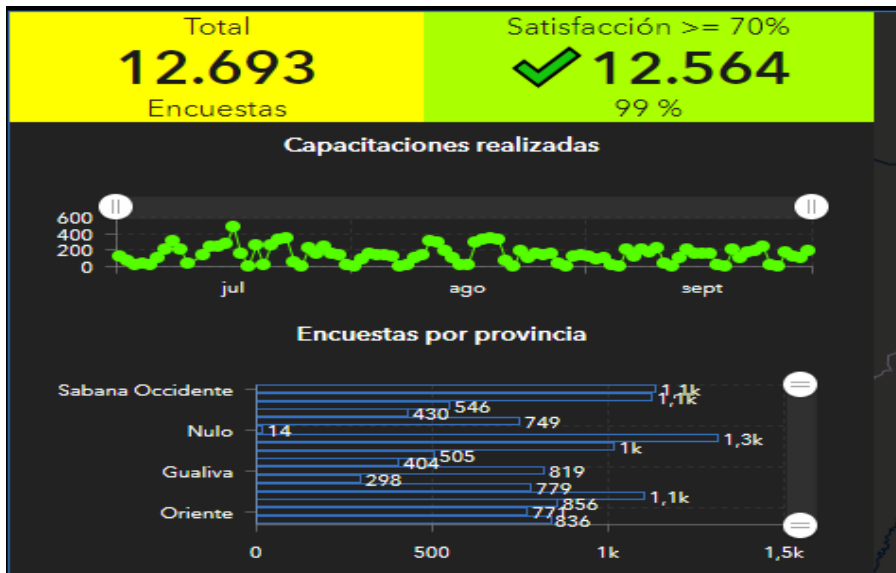 Total
12.693
Encuestas
Satisfacción >= 70%
12.564
99 %
Capacitaciones realizadas
600
400
200
0
jul ago sept
Encuestas por provincia
Sabana Occidente 1,1k
1,1k
546
430
749
Nulo 14
1,3k
1k
505
404
Gualiva 819
298
779
1,1k
856
Oriente 771
836
0 500 1k 1,5k